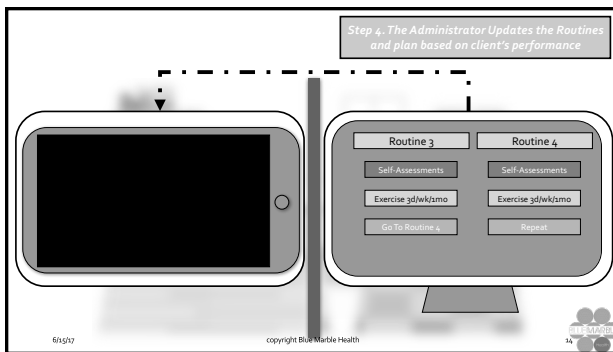 Step 4. The Administrator Updates the Routines
and plan based on client's performance
Routine 3
Routine 4
Self-Assessments
Self-Assessments
Exercise 3d/wk/1mo
Exercise 3d/wk/1mo
Go To Routine 4
Repeat
6/15/17
copyright Blue Marble Health
14
BLUE MARBLE